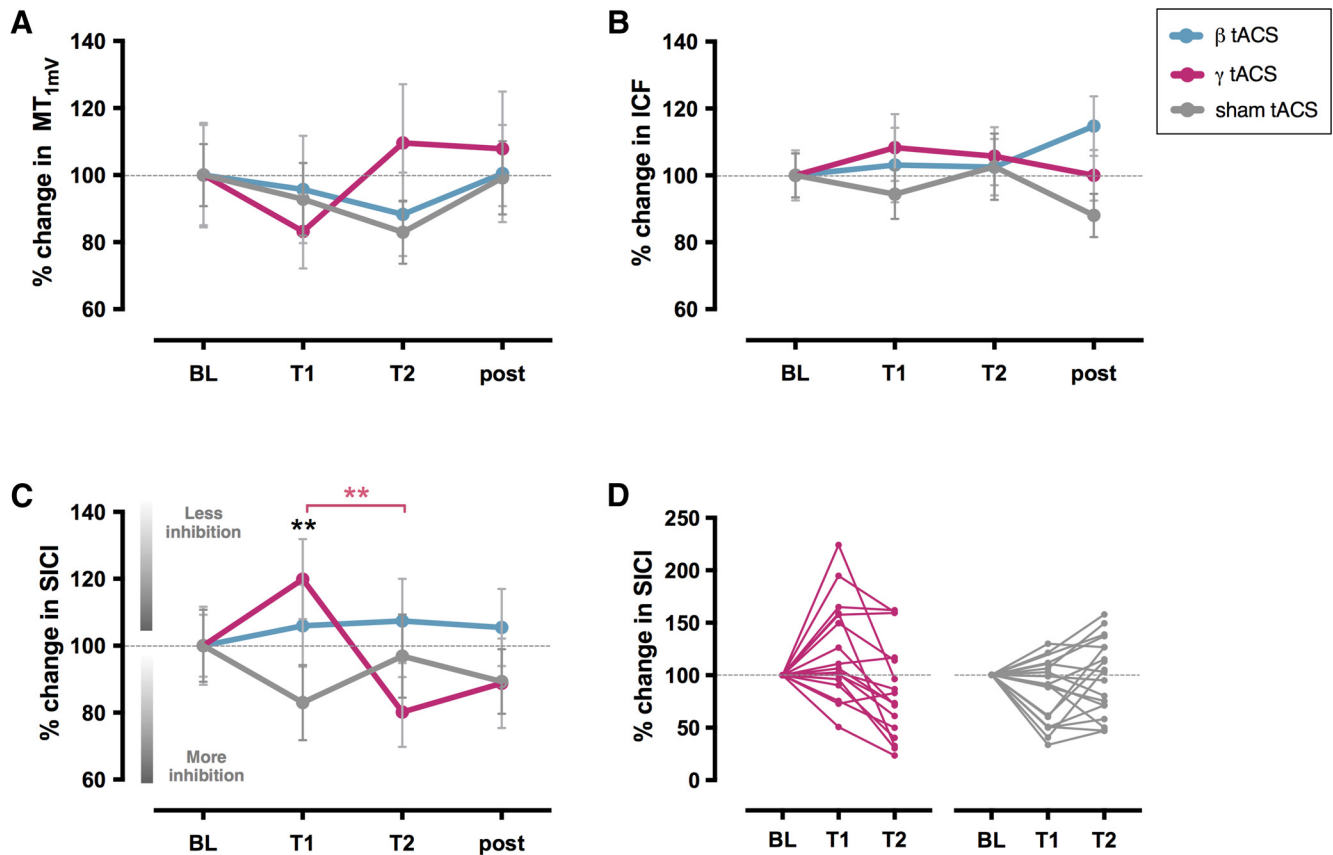 A
140
120
100
80
60
% change in MT1mV
BL T1 T2 post
B
140
120
100
80
60
% change in ICF
BL T1 T2 post
β tACS
γ tACS
sham tACS
C
140
120
100
80
60
% change in SICI
Less
inhibition
More
inhibition
**
**
BL T1 T2 post
D
250
200
150
100
50
0
% change in SICI
BL T1 T2 BL T1 T2